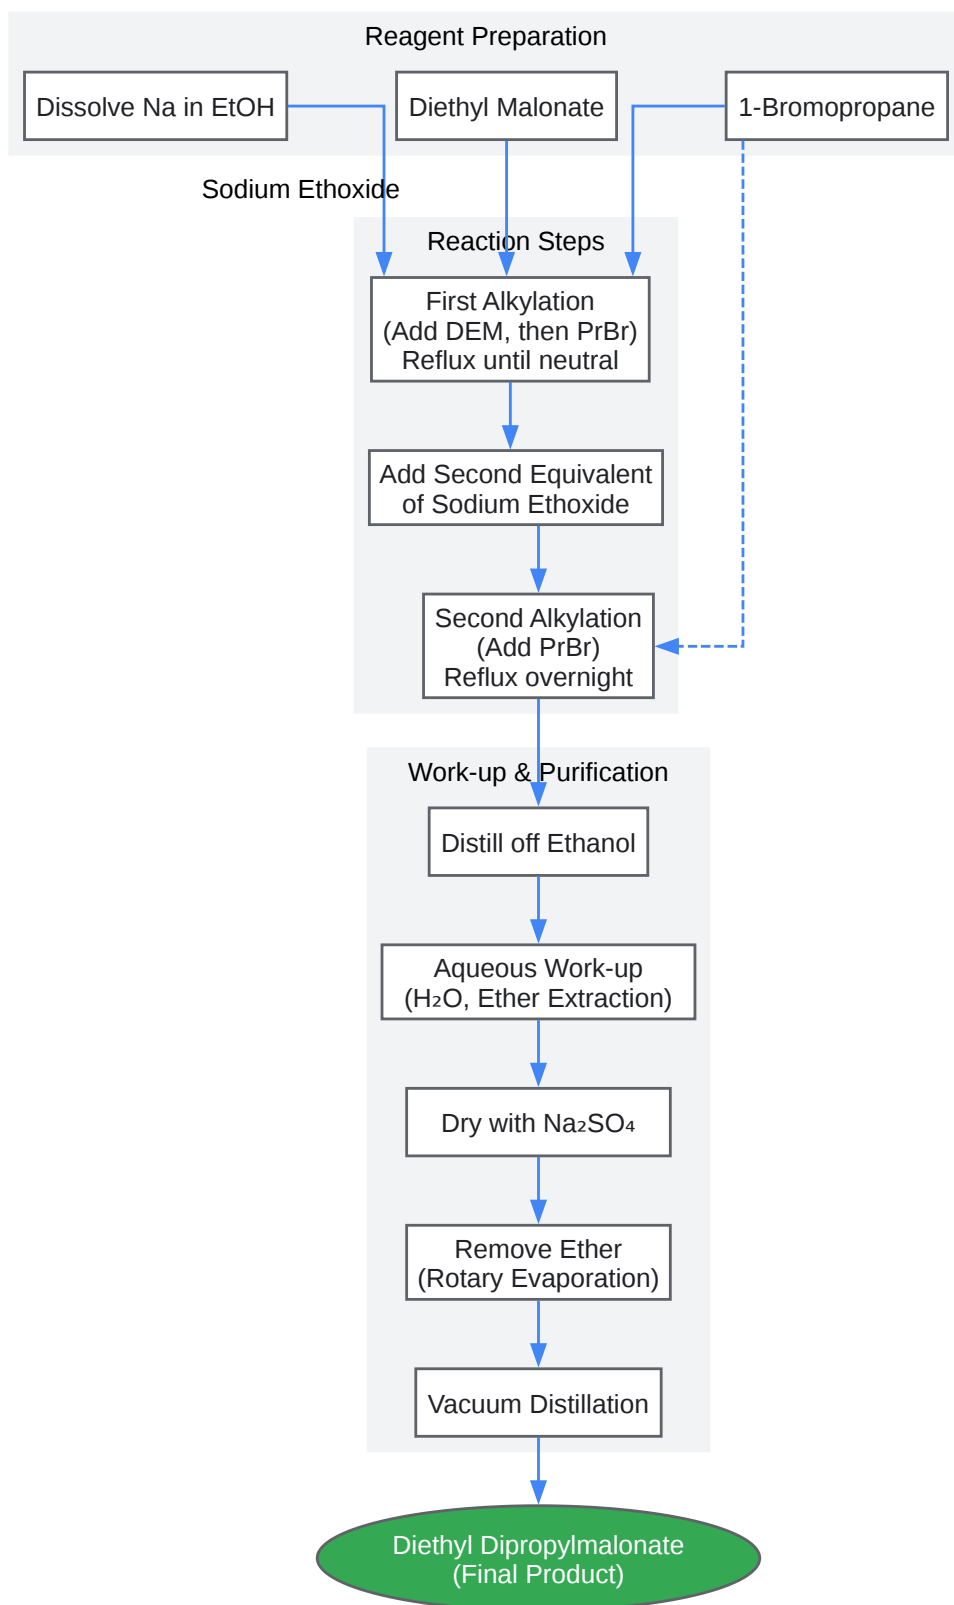 Reagent Preparation
Dissolve Na in EtOH
Diethyl Malonate
1-Bromopropane
Sodium Ethoxide
Reaction Steps
First Alkylation
(Add DEM, then PrBr)
Reflux until neutral
Add Second Equivalent
of Sodium Ethoxide
Second Alkylation
(Add PrBr)
Reflux overnight
Work-up & Purification
Distill off Ethanol
Aqueous Work-up
(H₂O, Ether Extraction)
Dry with Na₂SO₄
Remove Ether
(Rotary Evaporation)
Vacuum Distillation
Diethyl Dipropylmalonate
(Final Product)